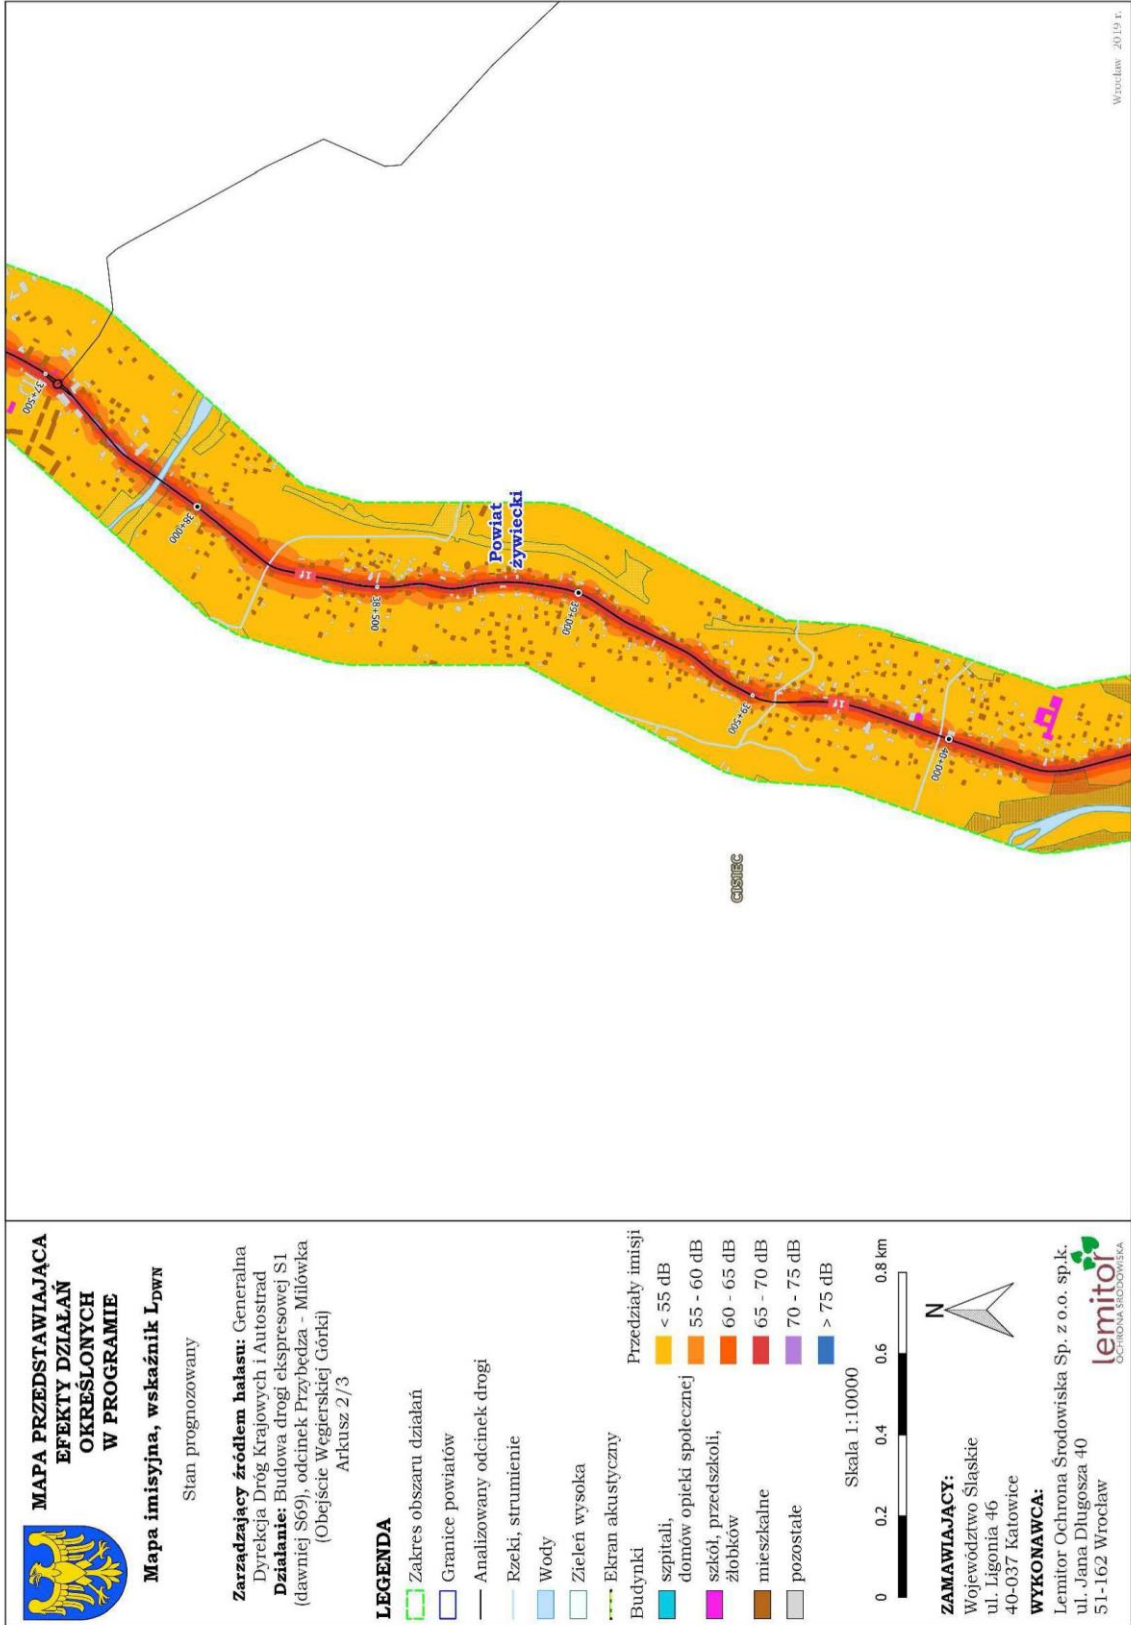 MAPA PRZEDSTAWIAJĄCA
EFEKTY DZIAŁAŃ
OKREŚLONYCH
W PROGRAMIE
Mapa imisyjna, wskaźnik LDWN
Stan prognozowany
Zarządzający źródłem hałasu: Generalna
Dyrekcja Dróg Krajowych i Autostrad
Działanie: Budowa drogi ekspresowej S1
(dawniej S69), odcinek Przybędza - Milówka
(Obejście Węgierskiej Górki)
Arkusz 2/3
LEGENDA
Zakres obszaru działań
Granice powiatów
Analizowany odcinek drogi
Rzeki, strumienie
Wody
Zieleń wysoka
Ekran akustyczny
Budynki
szpitali,
domów opieki społecznej
szkół, przedszkoli,
żłobków
mieszkalne
pozostałe
Przedziały imisji
< 55 dB
55 - 60 dB
60 - 65 dB
65 - 70 dB
70 - 75 dB
> 75 dB
Skala 1:10000
0 0.2 0.4 0.6 0.8 km
N
ZAMAWIAJĄCY:
Województwo Śląskie
ul. Ligonia 46
40-037 Katowice
WYKONAWCA:
Lemitor Ochrona Środowiska Sp. z o.o. sp.k.
ul. Jana Długosza 40
51-162 Wrocław
lemitor
OCHRONA ŚRODOWISKA
37+500
38+000
38+500
Powiat
żywiecki
39+000
39+500
40+000
CISIEC
Wrocław 2019 r.